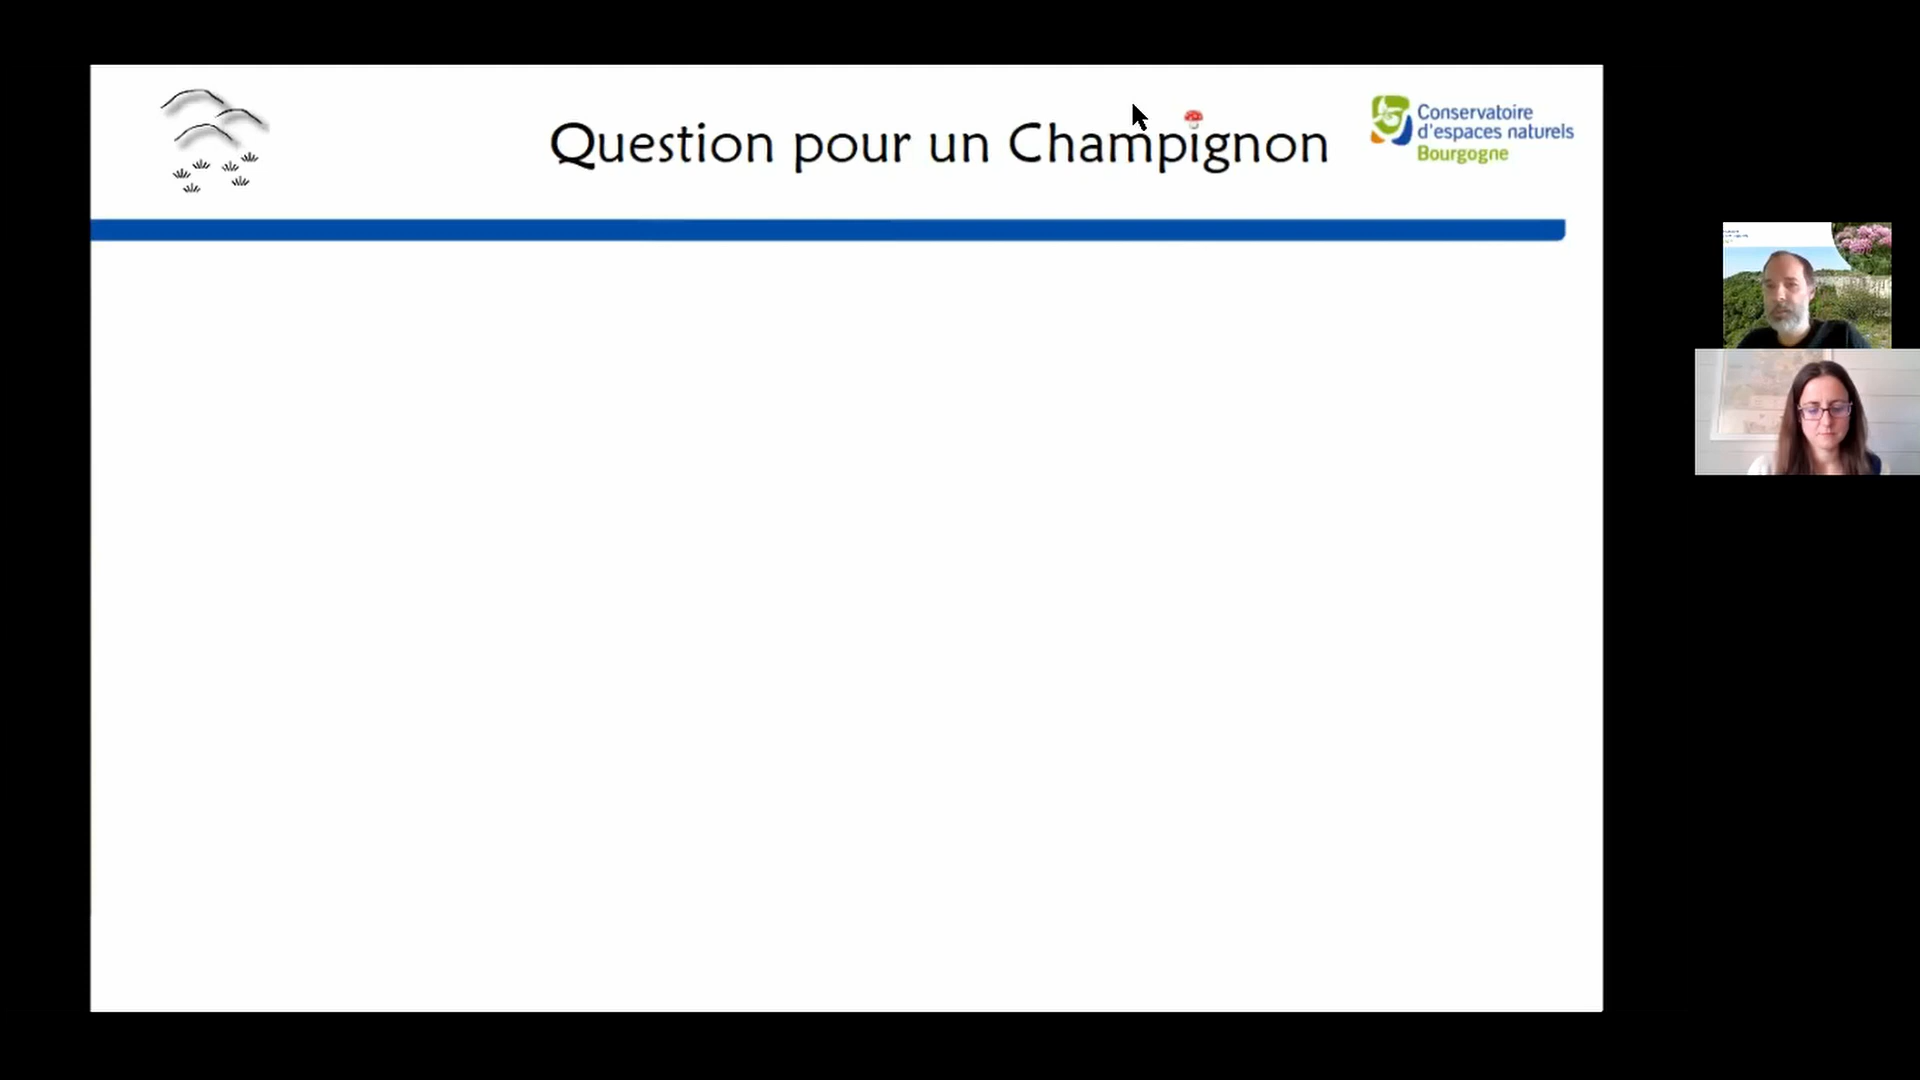 Question pour un Champignon
Conservatoire
d'espaces naturels
Bourgogne